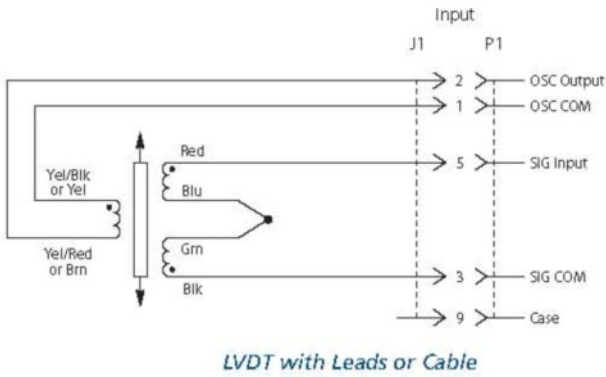 Input
J1 P1
2 OSC Output
1 OSC COM
Red
5 SIG Input
Yel/Blk
or Yel
Blu
Yel/Red
or Brn
Grn
Blk
3 SIG COM
9 Case
LVDT with Leads or Cable